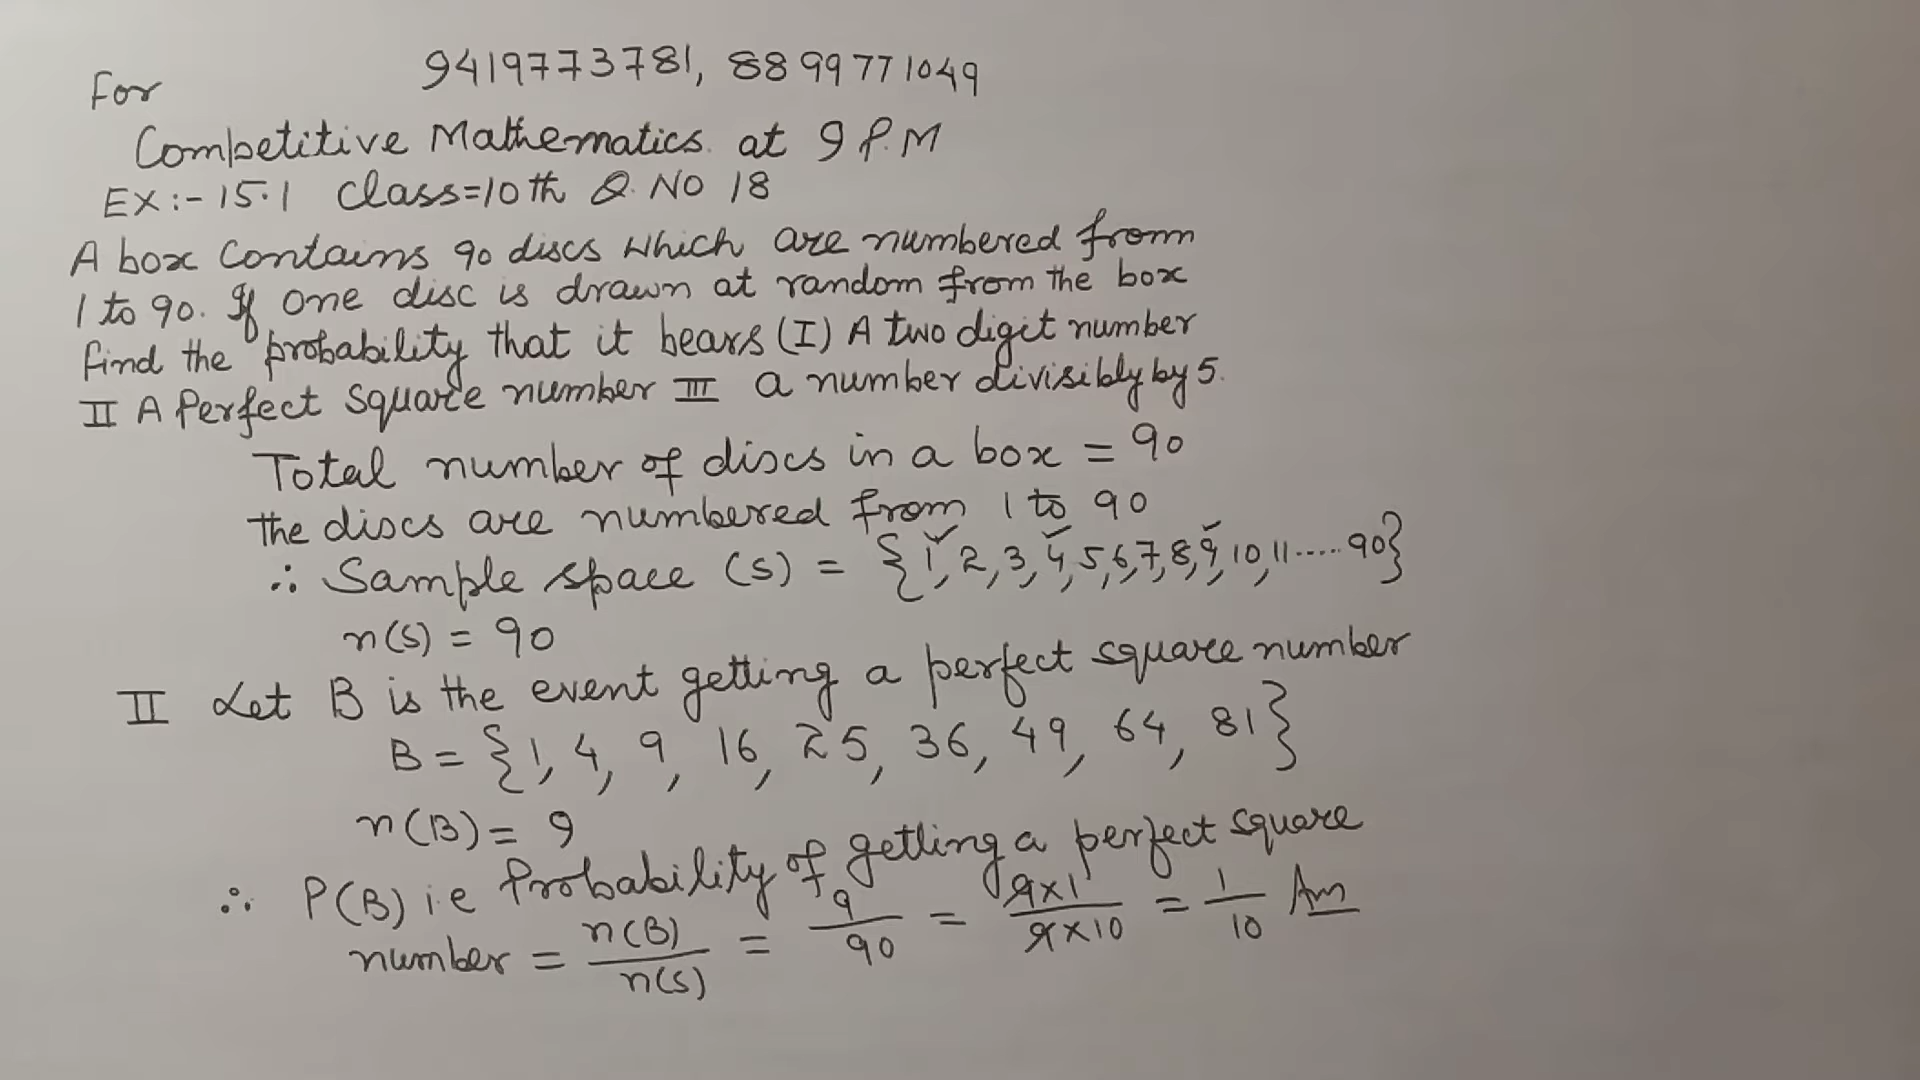 9419773781, 8899771049
For
Competitive Mathematics at 9 P.M
EX:- 15.1 Class=10th Q. NO 18
A box Contains 90 discs which are numbered from
1 to 90. If one disc is drawn at random from the box
find the probability that it bears (I) A two digit number
II A Perfect Square number III a number divisibly by 5.
Total number of discs in a box = 90
the discs are numbered from 1 to 90
∴ Sample space (S) = {1, 2, 3, 4, 5, 6, 7, 8, 9, 10, 11 ..... 90}
n(S) = 90
II Let B is the event getting a perfect square number
B = {1, 4, 9, 16, 25, 36, 49, 64, 81}
n(B) = 9
∴ P(B) i.e Probability of getting a perfect square
number = n(B)/n(S) = 9/90 = 9×1/9×10 = 1/10 Ans